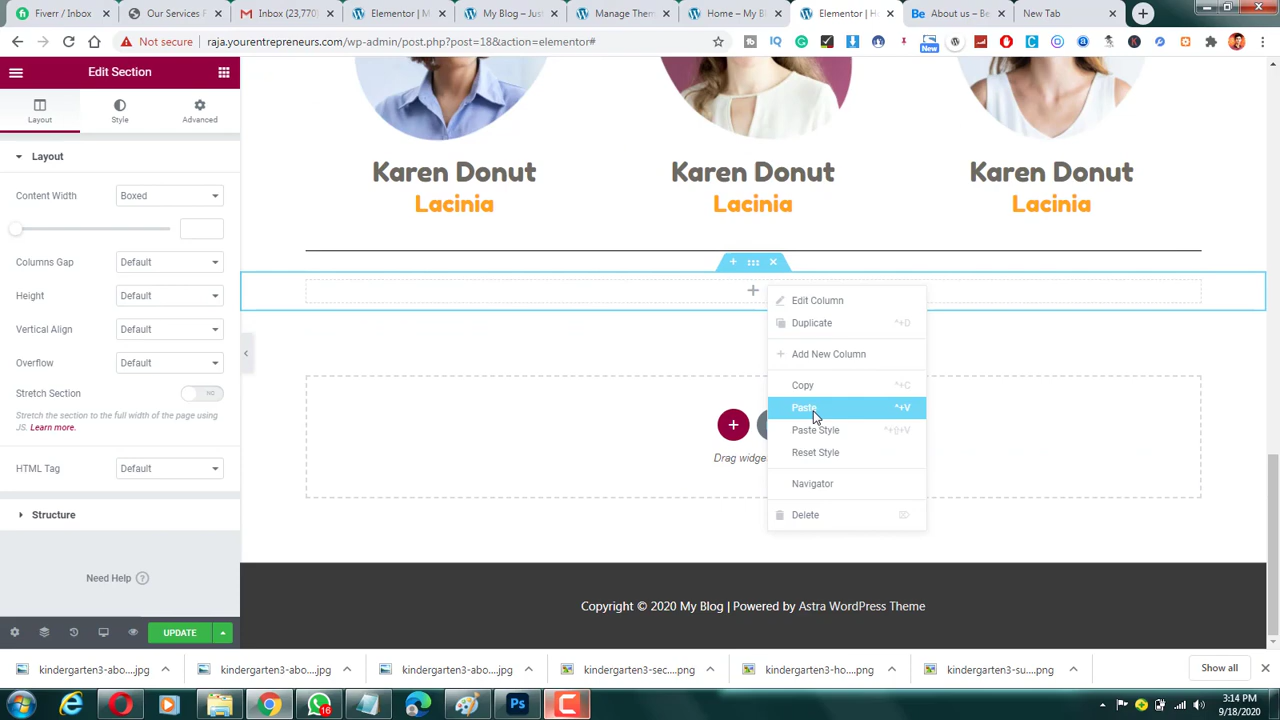 Fiverr / Inbox
Our Services F
Inbox (23,770)
Elementor | M
My Blog – Just
Manage Them
Home – My Blo
Elementor | H
About us – Be
New Tab
Not secure | raja.yourentrepreneurs.com/wp-admin/post.php?post=188&action=elementor#
New
Edit Section
Layout
Style
Advanced
Layout
Content Width
Boxed
Columns Gap
Default
Height
Default
Vertical Align
Default
Overflow
Default
Stretch Section
NO
Stretch the section to the full width of the page using
JS. Learn more.
HTML Tag
Default
Structure
Need Help
UPDATE
Karen Donut
Lacinia
Karen Donut
Lacinia
Karen Donut
Lacinia
Edit Column
Duplicate ^+D
Add New Column
Copy ^+C
Paste ^+V
Paste Style ^+⇧+V
Reset Style
Navigator
Delete
Drag widge
Copyright © 2020 My Blog | Powered by Astra WordPress Theme
kindergarten3-abo....jpg
kindergarten3-abo....jpg
kindergarten3-abo....jpg
kindergarten3-sec....png
kindergarten3-ho....png
kindergarten3-su....png
Show all
16
3:14 PM
9/18/2020